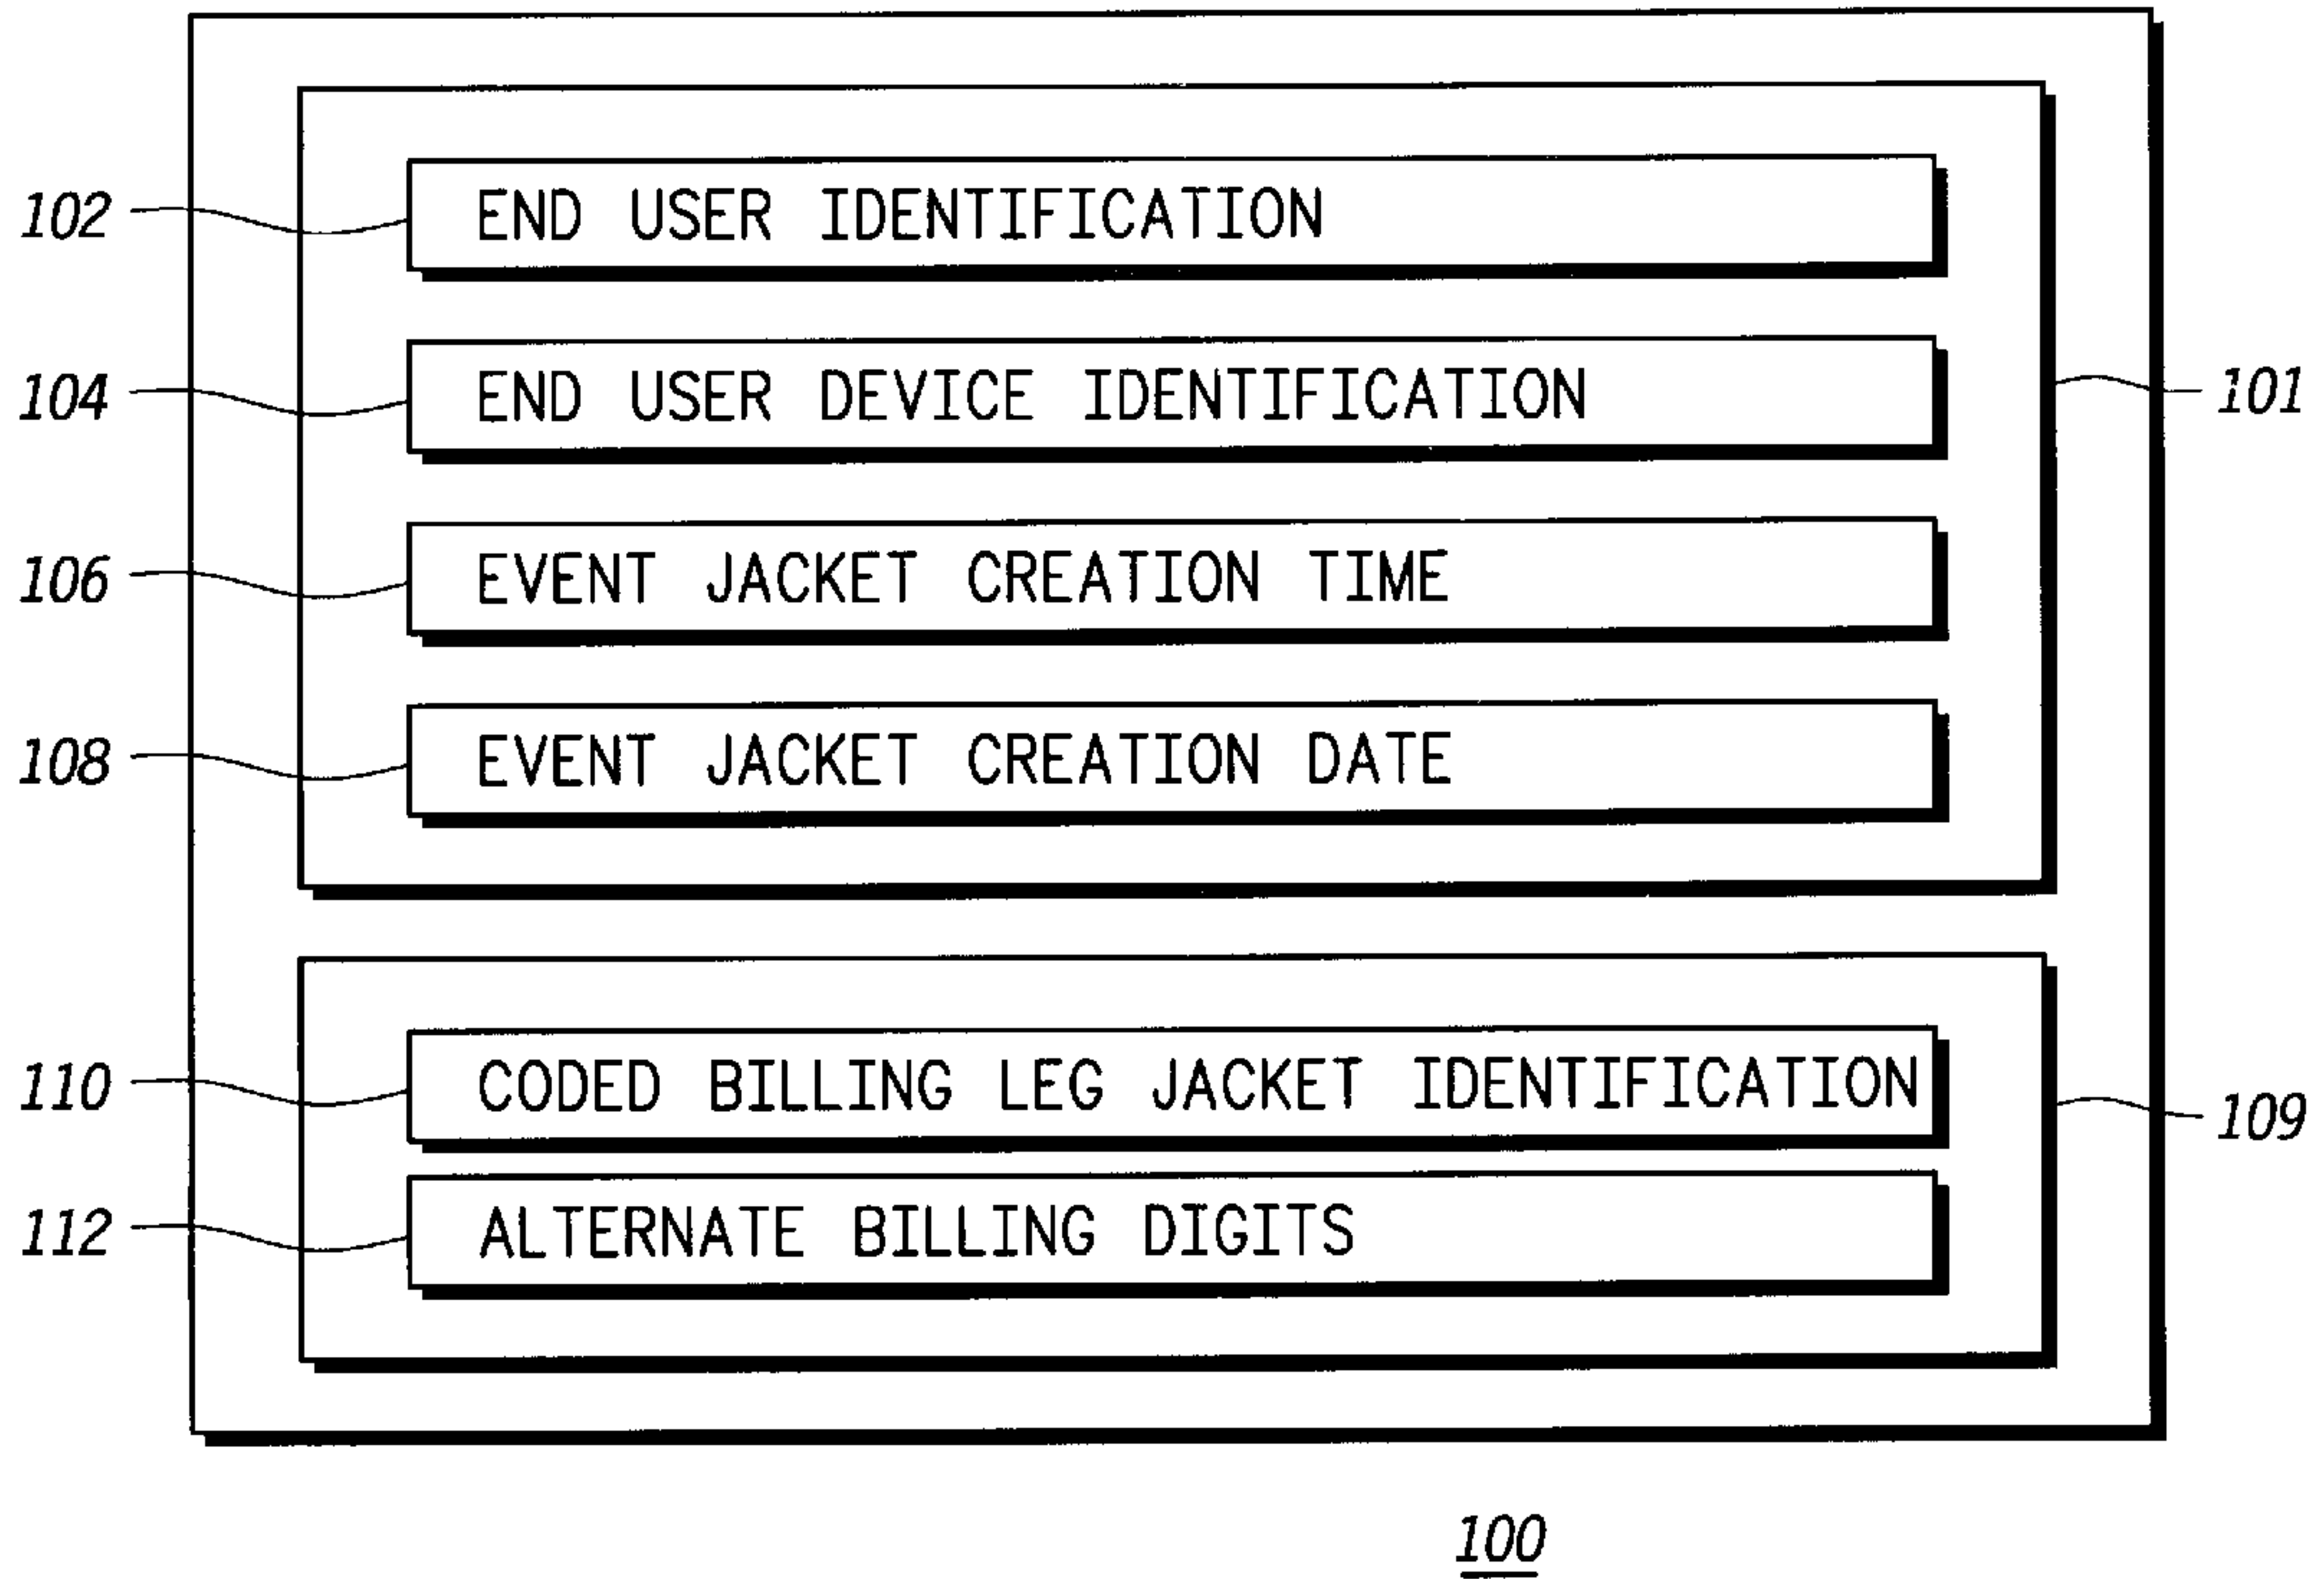 102 END USER IDENTIFICATION
104 END USER DEVICE IDENTIFICATION 101
106 EVENT JACKET CREATION TIME
108 EVENT JACKET CREATION DATE
110 CODED BILLING LEG JACKET IDENTIFICATION 109
112 ALTERNATE BILLING DIGITS
100